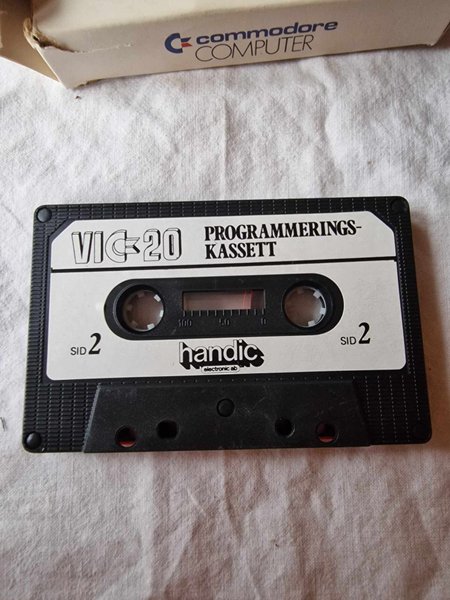 commodore
COMPUTER
VIC-20
PROGRAMMERINGS-
KASSETT
100 50 0
SID 2
SID 2
handic
electronic ab